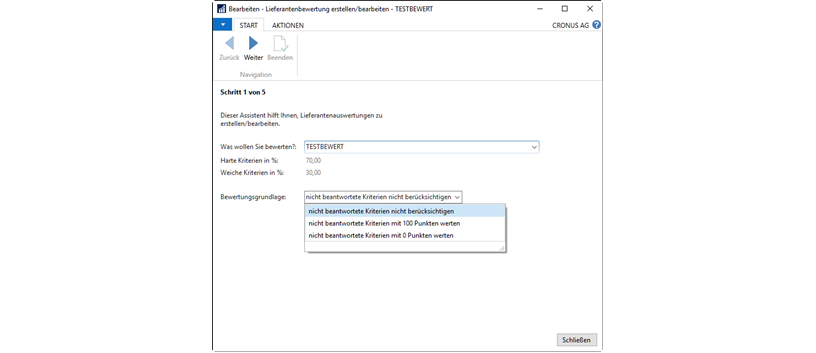 Bearbeiten - Lieferantenbewertung erstellen/bearbeiten - TESTBEWERT
START AKTIONEN CRONUS AG
Zurück Weiter Beenden
Navigation
Schritt 1 von 5
Dieser Assistent hilft Ihnen, Lieferantenauswertungen zu
erstellen/bearbeiten.
Was wollen Sie bewerten?: TESTBEWERT
Harte Kriterien in %: 70,00
Weiche Kriterien in %: 30,00
Bewertungsgrundlage: nicht beantwortete Kriterien nicht berücksichtigen
nicht beantwortete Kriterien nicht berücksichtigen
nicht beantwortete Kriterien mit 100 Punkten werten
nicht beantwortete Kriterien mit 0 Punkten werten
Schließen